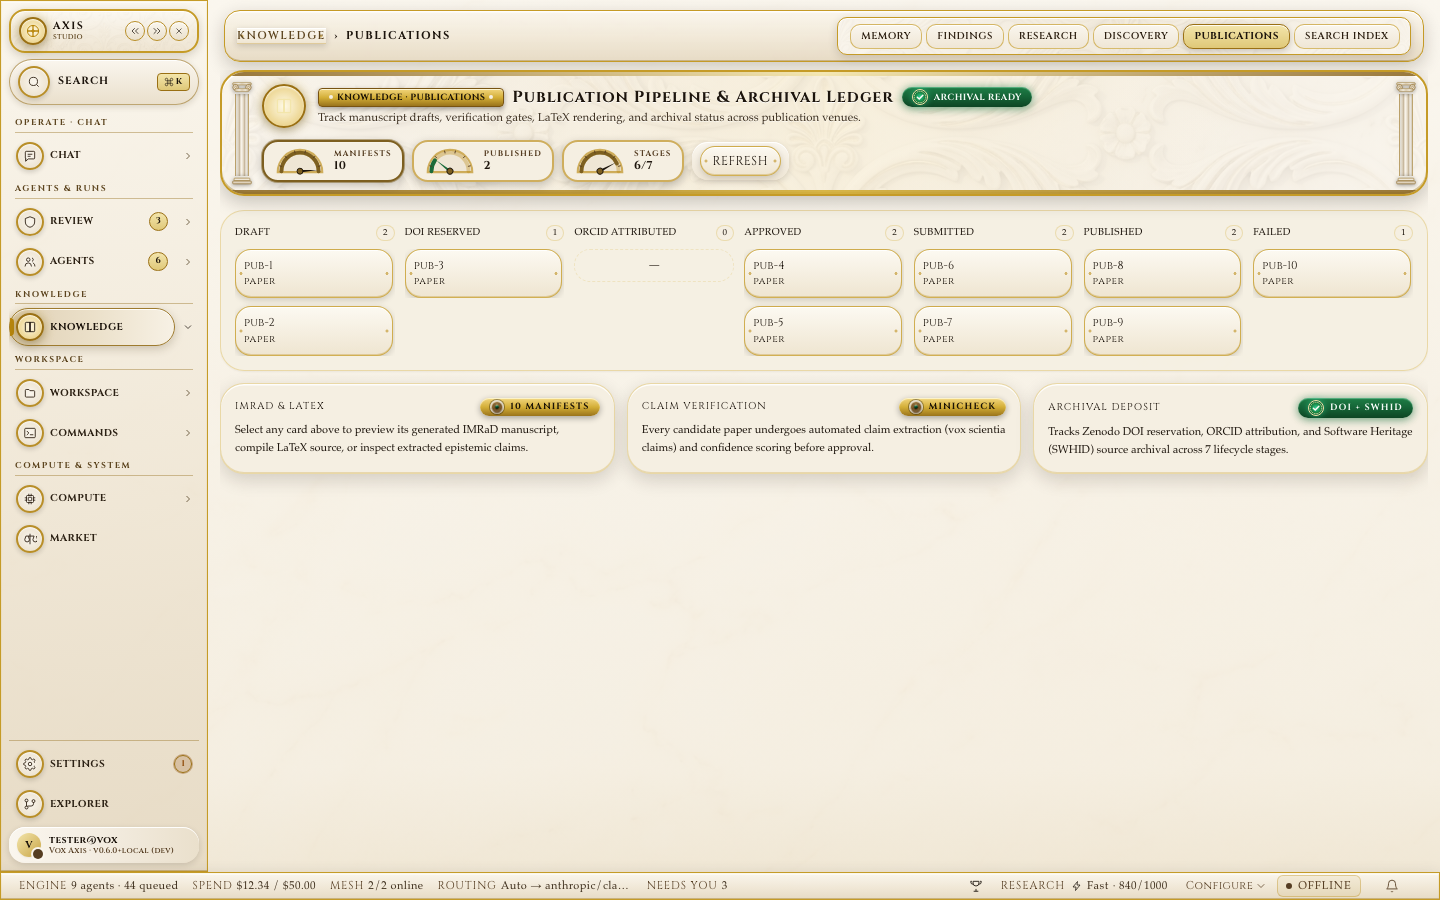 AXIS
STUDIO
SEARCH
⌘ K
OPERATE · CHAT
CHAT
AGENTS & RUNS
REVIEW 3
AGENTS 6
KNOWLEDGE
KNOWLEDGE
WORKSPACE
WORKSPACE
COMMANDS
COMPUTE & SYSTEM
COMPUTE
MARKET
SETTINGS 1
EXPLORER
V
TESTER@VOX
VOX AXIS · V0.6.0+LOCAL (DEV)
KNOWLEDGE › PUBLICATIONS
MEMORY FINDINGS RESEARCH DISCOVERY PUBLICATIONS SEARCH INDEX
KNOWLEDGE · PUBLICATIONS PUBLICATION PIPELINE & ARCHIVAL LEDGER ARCHIVAL READY
Track manuscript drafts, verification gates, LaTeX rendering, and archival status across publication venues.
MANIFESTS
10
PUBLISHED
2
STAGES
6/7
REFRESH
DRAFT 2 DOI RESERVED 1 ORCID ATTRIBUTED 0 APPROVED 2 SUBMITTED 2 PUBLISHED 2 FAILED 1
PUB-1 PUB-3 — PUB-4 PUB-6 PUB-8 PUB-10
PAPER PAPER PAPER PAPER PAPER PAPER
PUB-2 PUB-5 PUB-7 PUB-9
PAPER PAPER PAPER PAPER
IMRAD & LATEX 10 MANIFESTS
Select any card above to preview its generated IMRaD manuscript,
compile LaTeX source, or inspect extracted epistemic claims.
CLAIM VERIFICATION MINICHECK
Every candidate paper undergoes automated claim extraction (vox scientia
claims) and confidence scoring before approval.
ARCHIVAL DEPOSIT DOI + SWHID
Tracks Zenodo DOI reservation, ORCID attribution, and Software Heritage
(SWHID) source archival across 7 lifecycle stages.
ENGINE 9 agents · 44 queued SPEND $12.34 / $50.00 MESH 2/2 online ROUTING Auto → anthropic/cla... NEEDS YOU 3 RESEARCH Fast · 840/1000 CONFIGURE OFFLINE